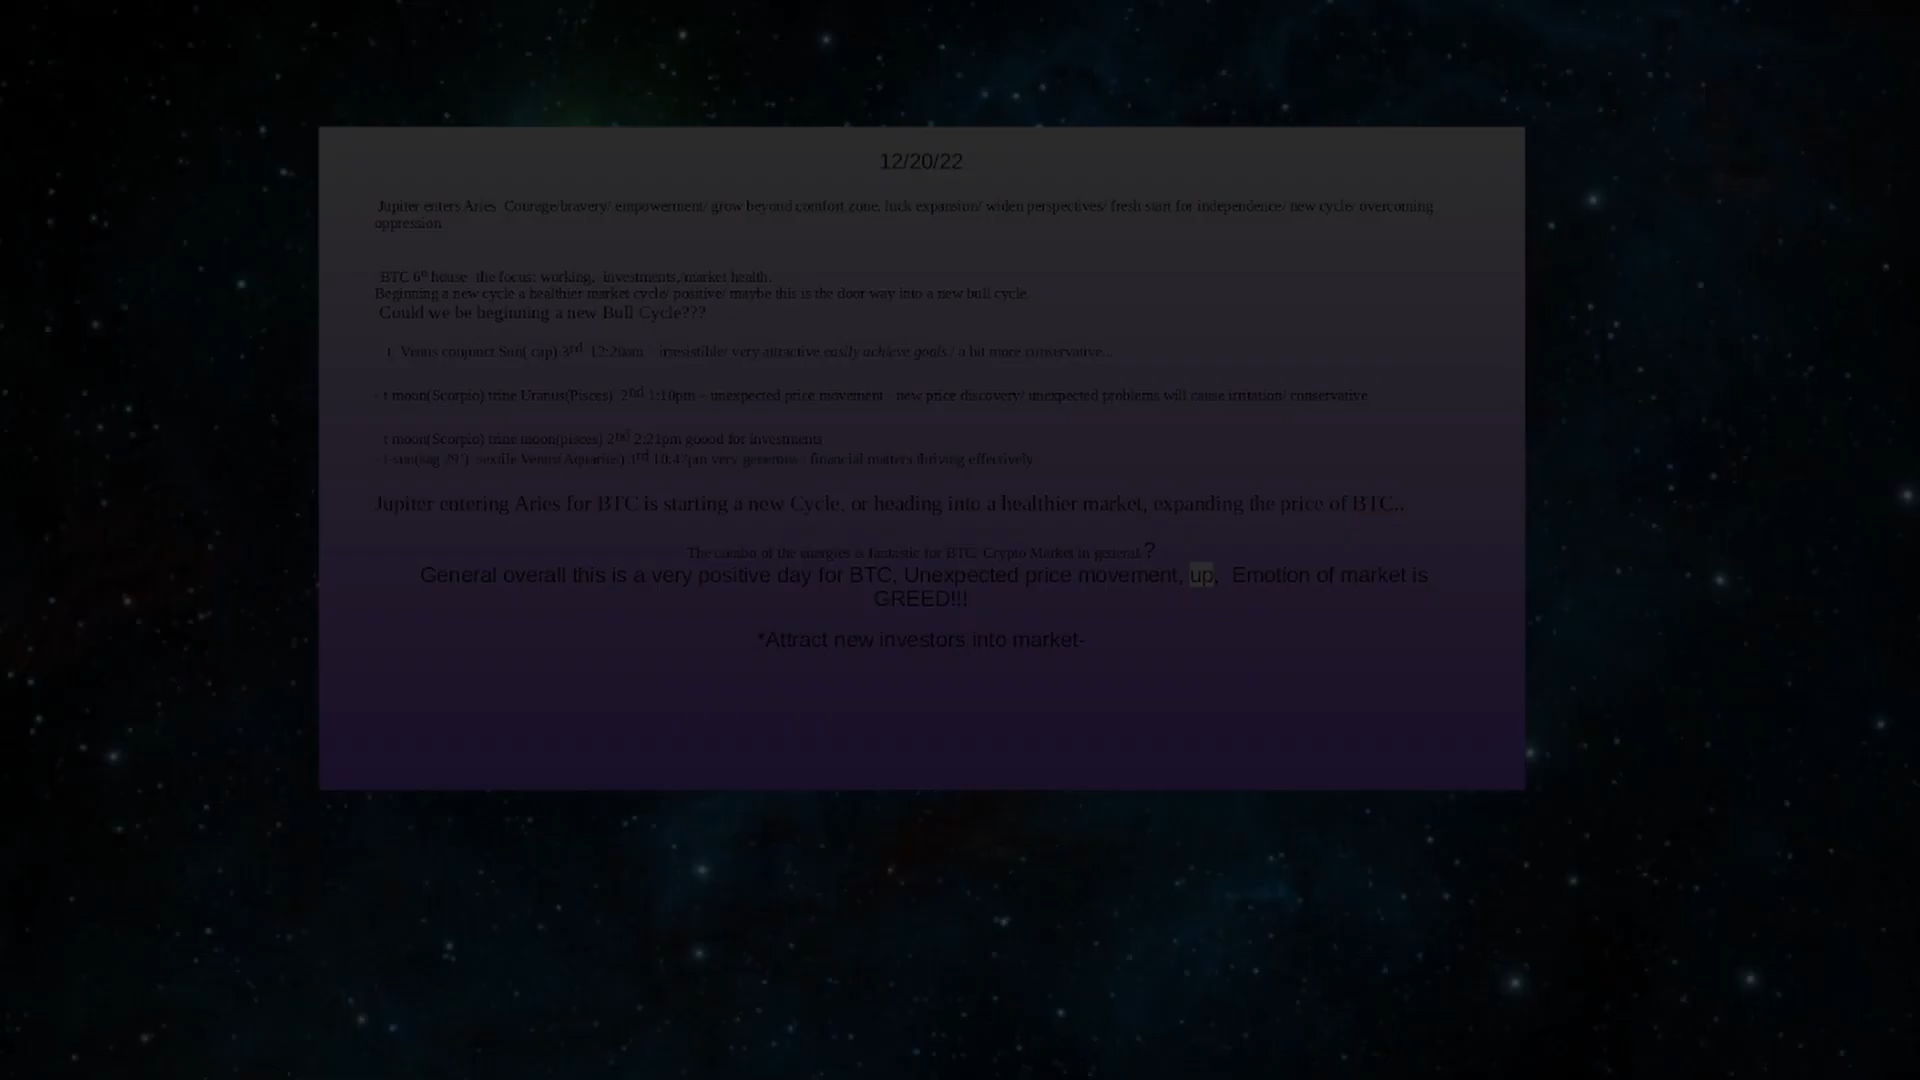 12/20/22
Jupiter enters Aries Courage/bravery/ empowerment/ grow beyond comfort zone, luck expansion/ widen perspectives/ fresh start for independence/ new cycle/ overcoming
oppression
BTC 6th house the focus: working, investments,/market health.
Beginning a new cycle a healthier market cycle/ positive/ maybe this is the door way into a new bull cycle.
Could we be beginning a new Bull Cycle???
t Venus conjunct Sun( cap) 3rd 12:20am - irresistible/ very attractive easily achieve goals / a bit more conservative...
- t moon(Scorpio) trine Uranus(Pisces) 2nd 1:10pm - unexpected price movement - new price discovery/ unexpected problems will cause irritation/ conservative
t moon(Scorpio) trine moon(pisces) 2nd 2:21pm goood for investments
- t sun(sag 29°) sextile Venus(Aquarius) 3rd 10:47pm very generous : financial matters thriving effectively
Jupiter entering Aries for BTC is starting a new Cycle, or heading into a healthier market, expanding the price of BTC..
The combo of the energies is fantastic for BTC. Crypto Market in general.?
General overall this is a very positive day for BTC, Unexpected price movement, up, Emotion of market is
GREED!!!
*Attract new investors into market-